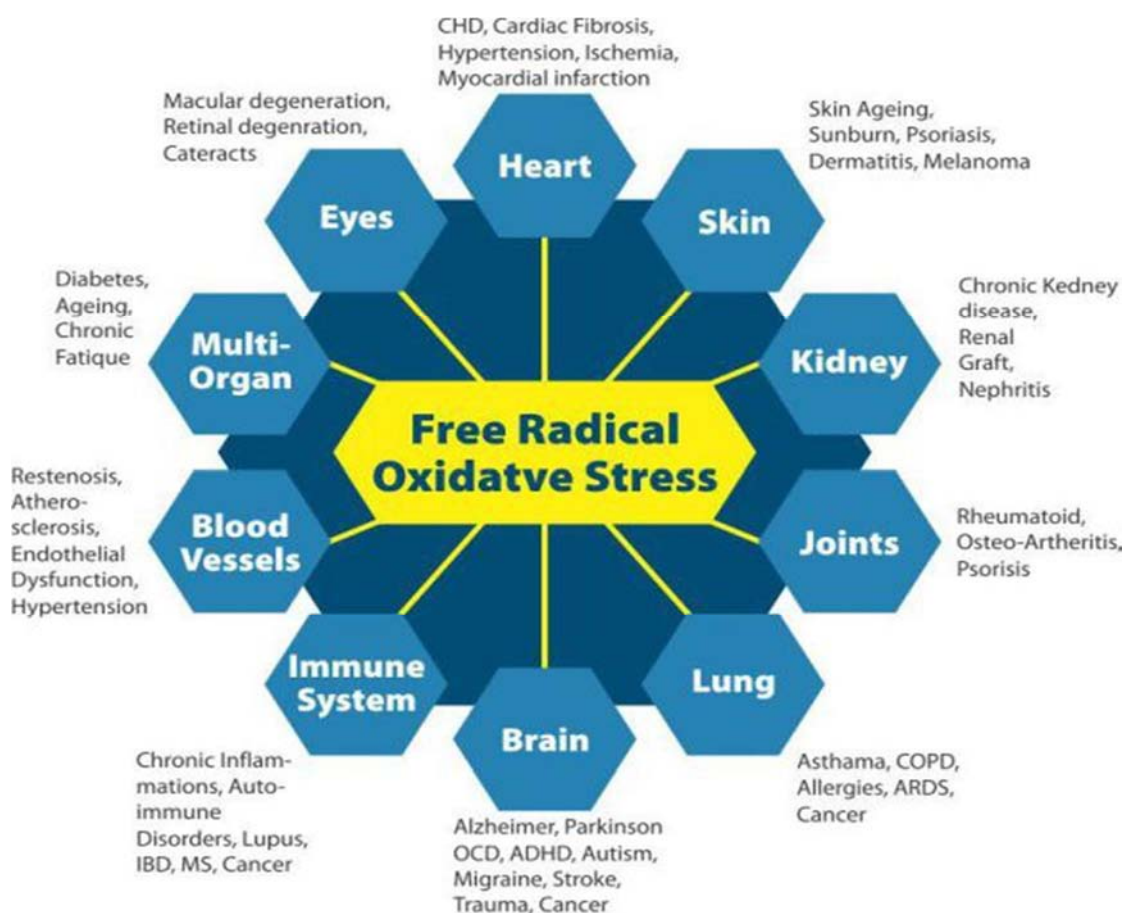 CHD, Cardiac Fibrosis,
Hypertension, Ischemia,
Myocardial infarction
Heart
Skin Ageing,
Sunburn, Psoriasis,
Dermatitis, Melanoma
Skin
Chronic Kedney
disease,
Renal
Graft,
Nephritis
Kidney
Rheumatoid,
Osteo-Artheritis,
Psorisis
Joints
Lung
Asthama, COPD,
Allergies, ARDS,
Cancer
Brain
Alzheimer, Parkinson
OCD, ADHD, Autism,
Migraine, Stroke,
Trauma, Cancer
Immune
System
Chronic Inflam-
mations, Auto-
immune
Disorders, Lupus,
IBD, MS, Cancer
Restenosis,
Athero-
sclerosis,
Endothelial
Dysfunction,
Hypertension
Blood
Vessels
Diabetes,
Ageing,
Chronic
Fatique
Multi-
Organ
Macular degeneration,
Retinal degenration,
Cateracts
Eyes
Free Radical
Oxidatve Stress